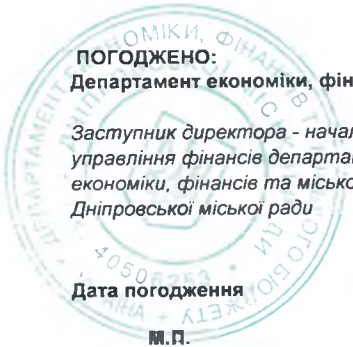 ПОГОДЖЕНО:
Департамент економіки, фін
Заступник директора - начал
управління фінансів департа
економіки, фінансів та місько
Дніпровської міської ради
Дата погодження
М.П.